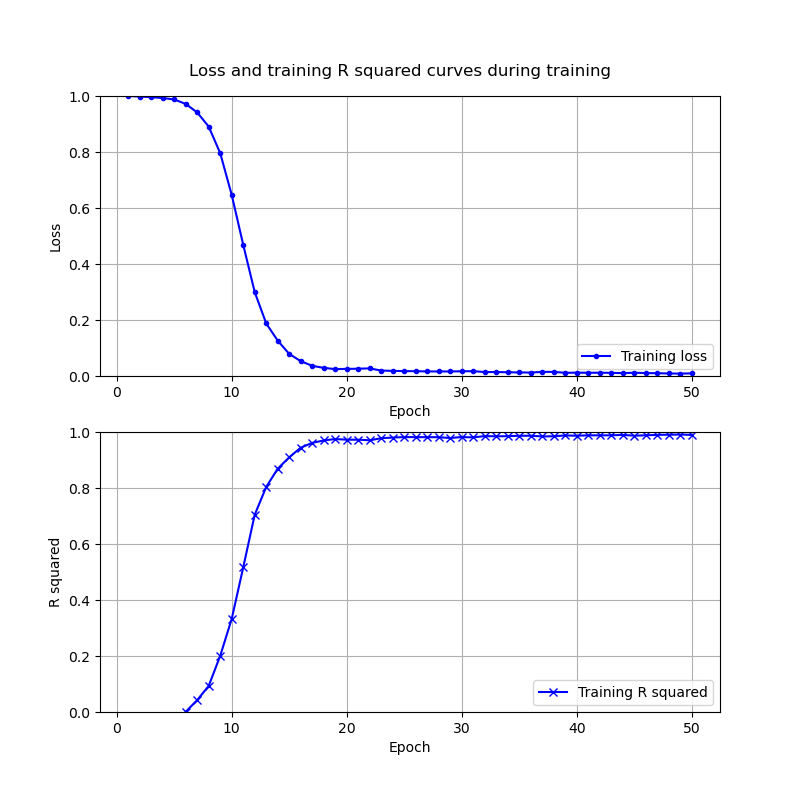 Loss and training R squared curves during training
1.0
0.8
0.6
0.4
0.2
0.0
Loss
Training loss
0 10 20 30 40 50
Epoch
1.0
0.8
0.6
0.4
0.2
0.0
R squared
Training R squared
0 10 20 30 40 50
Epoch